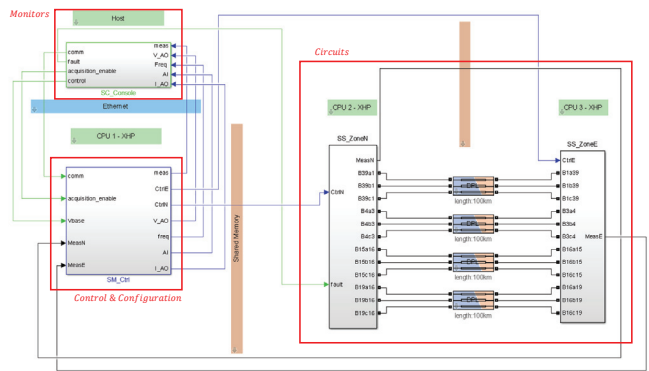 Monitors
Host
comm
fault
acquisition_enable
control
meas
V_AO
Freq
AI
I_AO
SC_Console
Ethernet
CPU 1 - XHP
comm
acquisition_enable
Vbase
MeasN
MeasE
meas
CtrlE
CtrlN
V_AO
freq
AI
I_AO
SM_Ctrl
Control & Configuration
Shared Memory
Circuits
CPU 2 - XHP
CPU 3 - XHP
SS_ZoneN
CtrlN
fault
MeasN
B39a1
B39b1
B39c1
B4a3
B4b3
B4c3
B15a16
B15b16
B15c16
B19a16
B19b16
B19c16
DPL
length:100km
DPL
length:100km
DPL
length:100km
DPL
length:100km
SS_ZoneE
CtrlE
B1a39
B1b39
B1c39
B3a4
B3b4
B3c4
B16a15
B16b15
B16c15
B16a19
B16b19
B16c19
MeasE